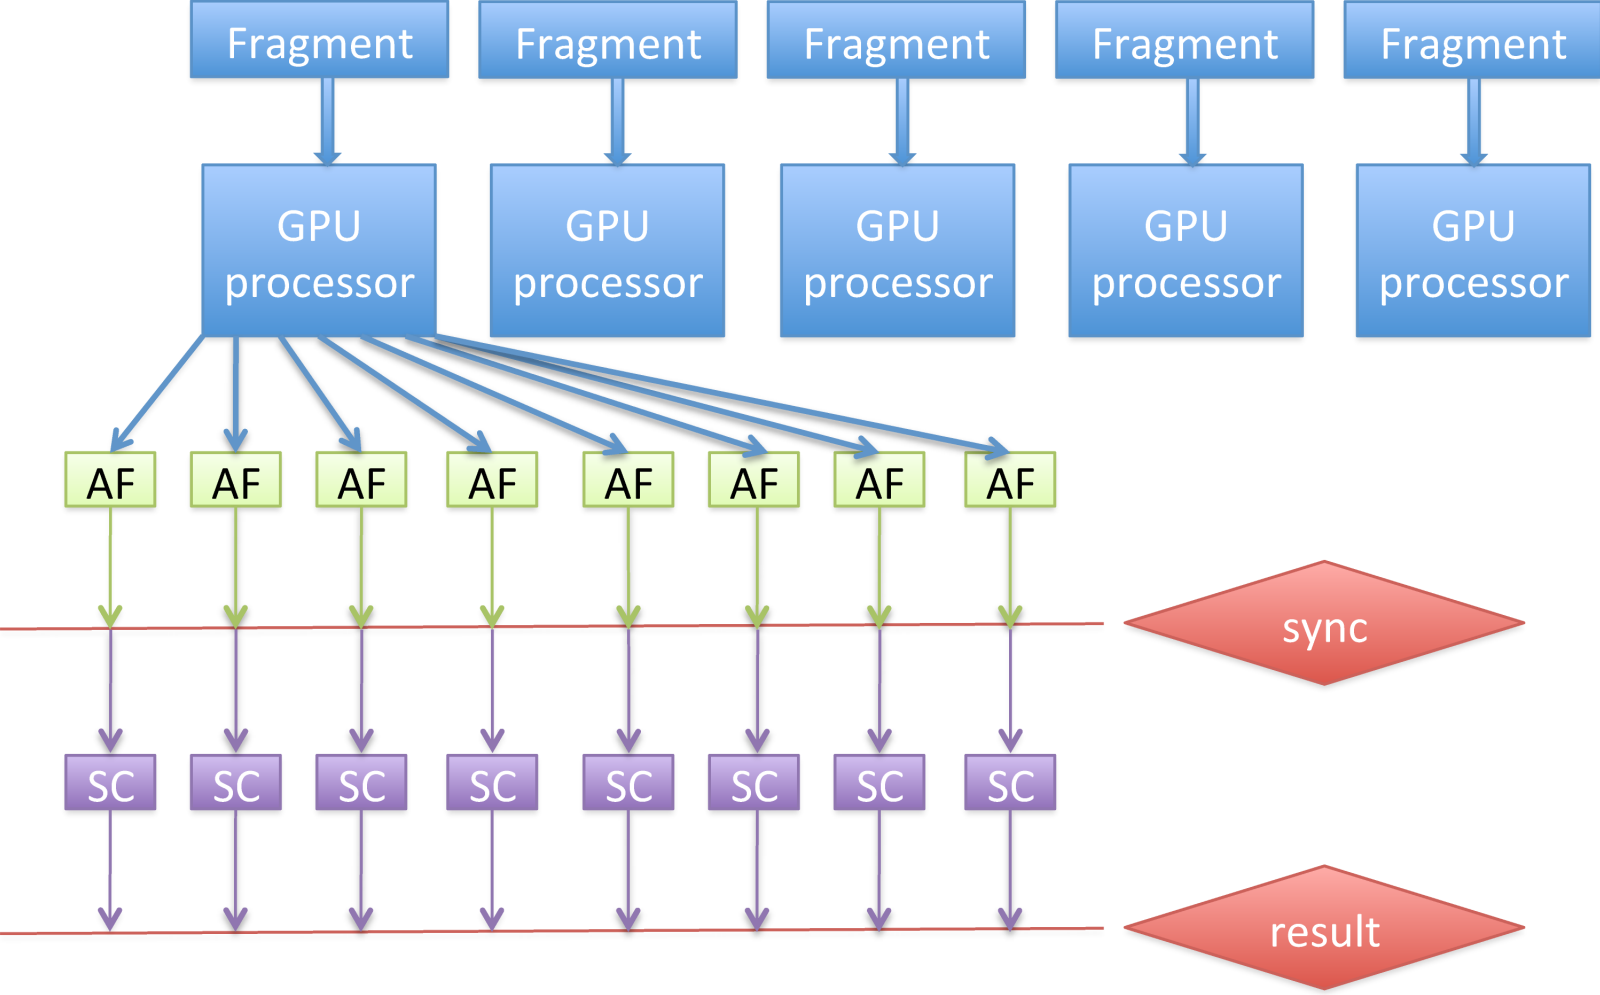 Fragment Fragment Fragment Fragment Fragment
GPU GPU GPU GPU GPU
processor processor processor processor processor
AF AF AF AF AF AF AF AF
sync
SC SC SC SC SC SC SC SC
result